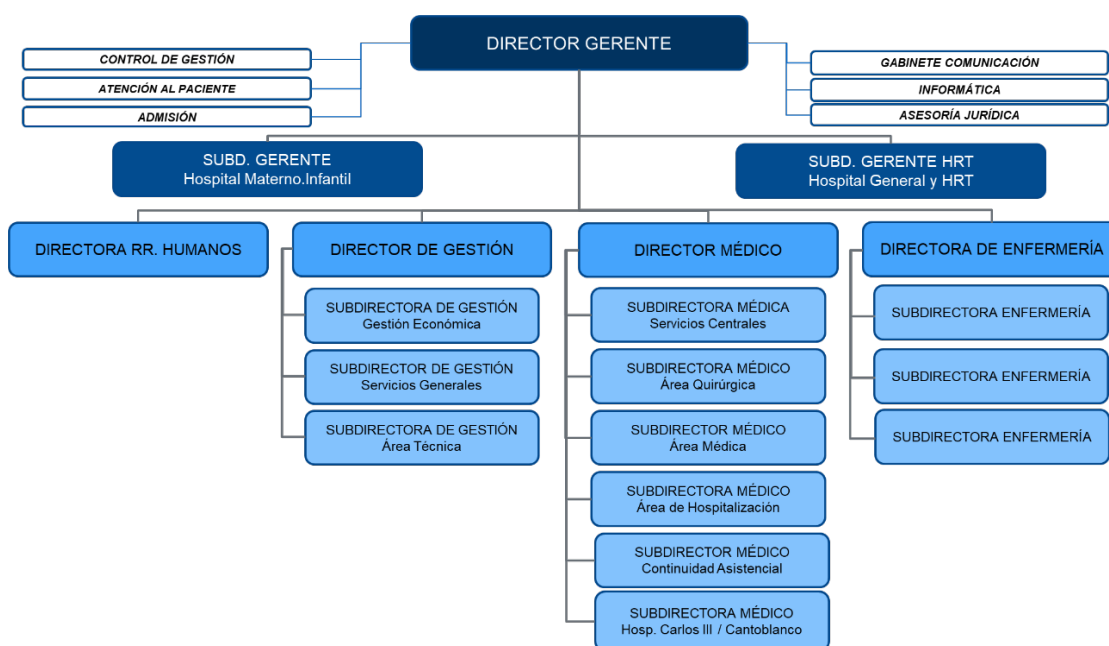 DIRECTOR GERENTE
CONTROL DE GESTIÓN
ATENCIÓN AL PACIENTE
ADMISIÓN
GABINETE COMUNICACIÓN
INFORMÁTICA
ASESORÍA JURÍDICA
SUBD. GERENTE
Hospital Materno.Infantil
SUBD. GERENTE HRT
Hospital General y HRT
DIRECTORA RR. HUMANOS
DIRECTOR DE GESTIÓN
SUBDIRECTORA DE GESTIÓN
Gestión Económica
SUBDIRECTOR DE GESTIÓN
Servicios Generales
SUBDIRECTORA DE GESTIÓN
Área Técnica
DIRECTOR MÉDICO
SUBDIRECTORA MÉDICA
Servicios Centrales
SUBDIRECTORA MÉDICO
Área Quirúrgica
SUBDIRECTOR MÉDICO
Área Médica
SUBDIRECTORA MÉDICO
Área de Hospitalización
SUBDIRECTOR MÉDICO
Continuidad Asistencial
SUBDIRECTORA MÉDICO
Hosp. Carlos III / Cantoblanco
DIRECTORA DE ENFERMERÍA
SUBDIRECTORA ENFERMERÍA
SUBDIRECTORA ENFERMERÍA
SUBDIRECTORA ENFERMERÍA